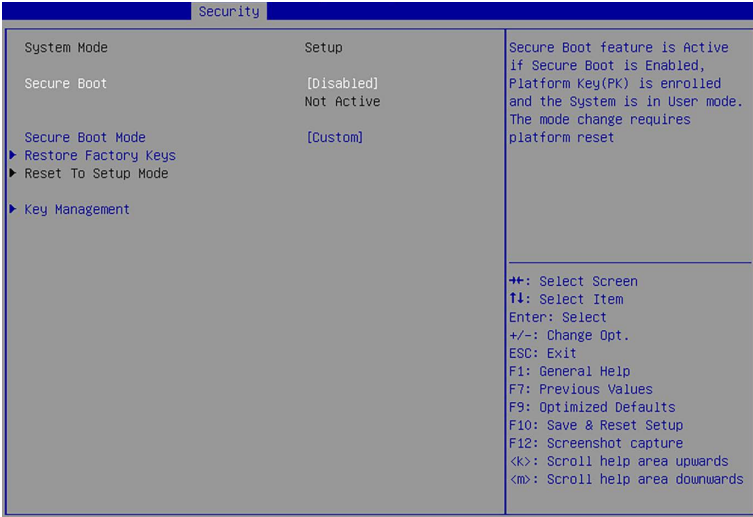 Security
System Mode Setup
Secure Boot [Disabled]
Not Active
Secure Boot Mode [Custom]
Restore Factory Keys
Reset To Setup Mode
Key Management
Secure Boot feature is Active
if Secure Boot is Enabled,
Platform Key(PK) is enrolled
and the System is in User mode.
The mode change requires
platform reset
→←: Select Screen
↑↓: Select Item
Enter: Select
+/-: Change Opt.
ESC: Exit
F1: General Help
F7: Previous Values
F9: Optimized Defaults
F10: Save & Reset Setup
F12: Screenshot capture
<k>: Scroll help area upwards
<m>: Scroll help area downwards